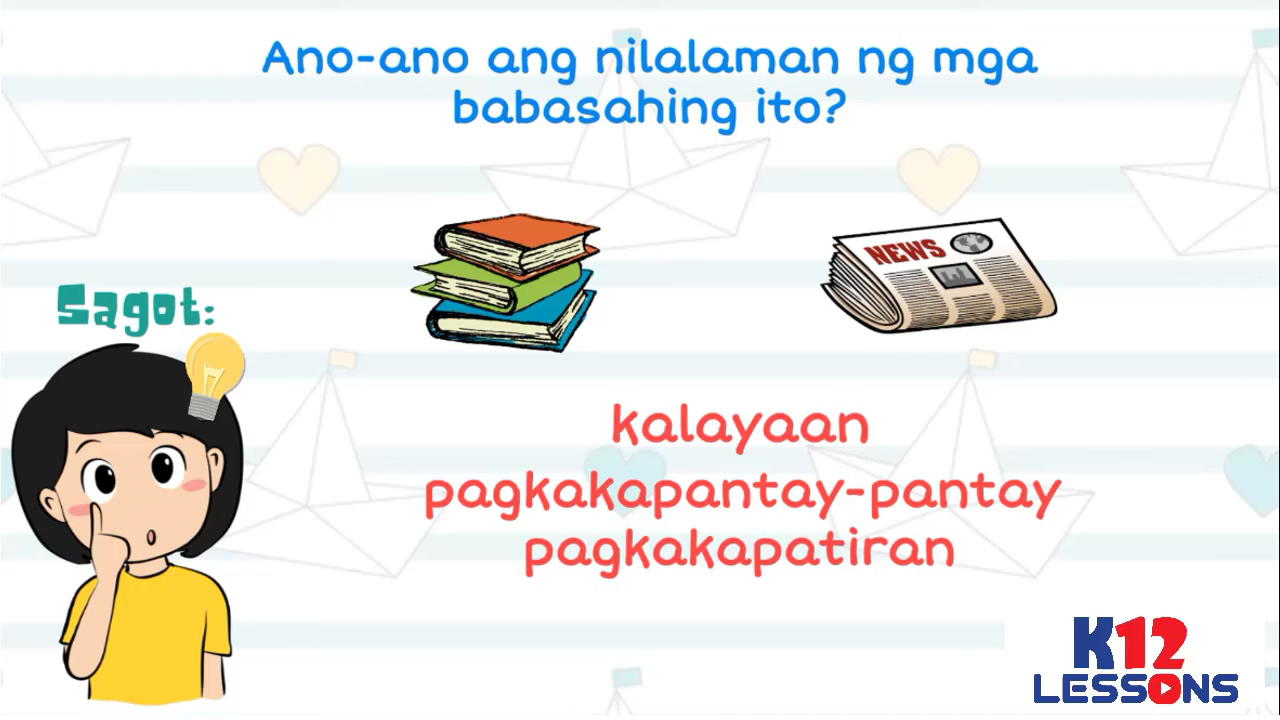 Ano-ano ang nilalaman ng mga
babasahing ito?
NEWS
Sagot:
kalayaan
pagkakapantay-pantay
pagkakapatiran
K12
LESSONS